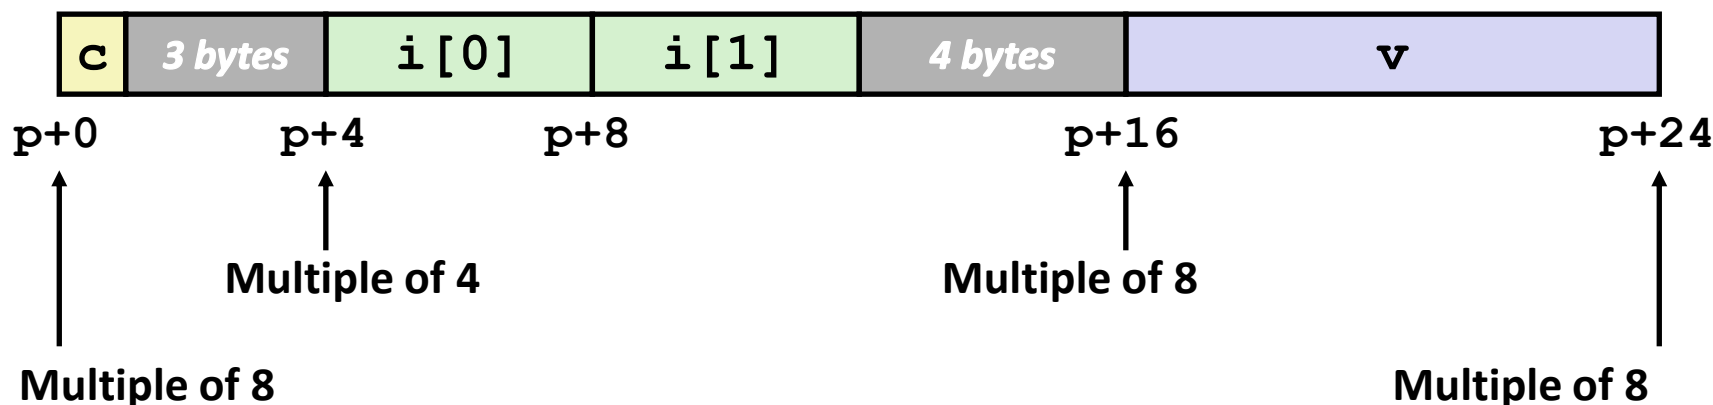 c 3 bytes i[0] i[1] 4 bytes v
p+0 p+4 p+8 p+16 p+24
Multiple of 4 Multiple of 8
Multiple of 8 Multiple of 8